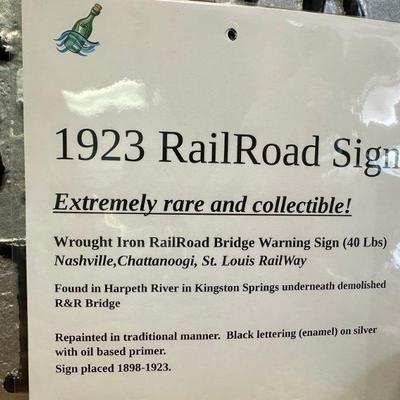 1923 RailRoad Sign
Extremely rare and collectible!
Wrought Iron RailRoad Bridge Warning Sign (40 Lbs)
Nashville,Chattanoogi, St. Louis RailWay
Found in Harpeth River in Kingston Springs underneath demolished
R&R Bridge
Repainted in traditional manner.  Black lettering (enamel) on silver
with oil based primer.
Sign placed 1898-1923.